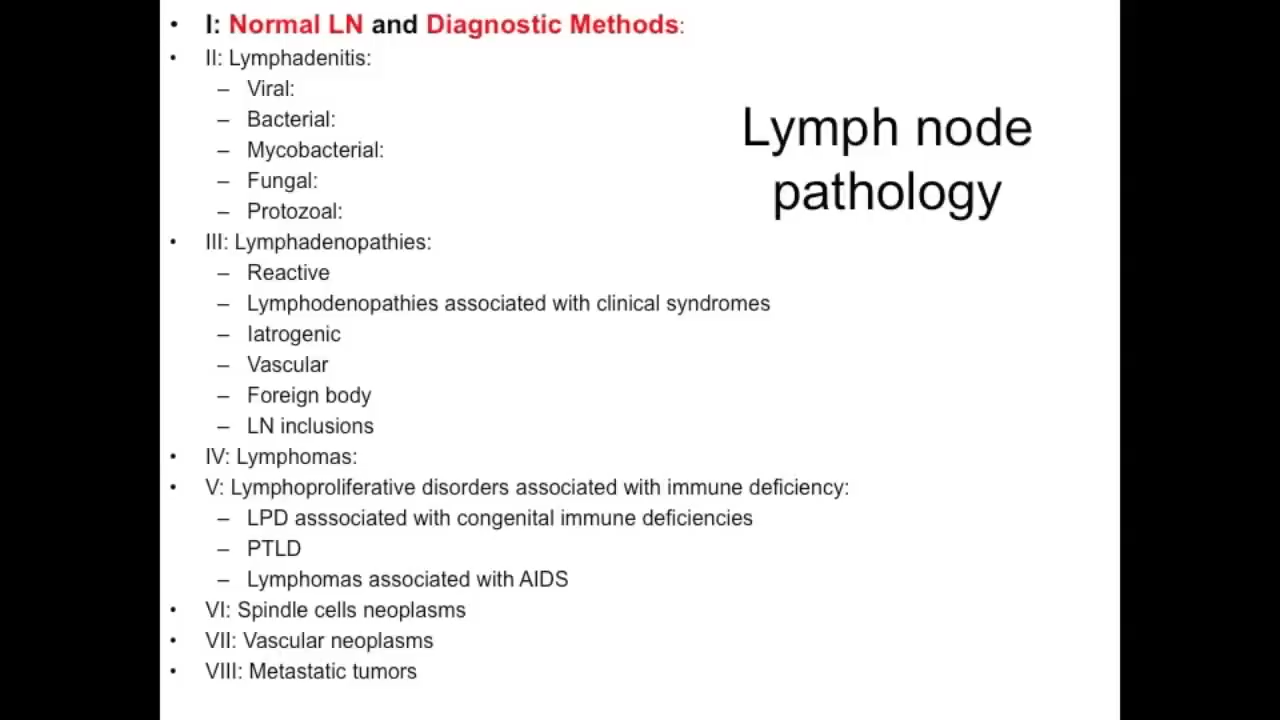 • I: Normal LN and Diagnostic Methods:
• II: Lymphadenitis:
– Viral:
– Bacterial:
– Mycobacterial:
– Fungal:
– Protozoal:
• III: Lymphadenopathies:
– Reactive
– Lymphodenopathies associated with clinical syndromes
– Iatrogenic
– Vascular
– Foreign body
– LN inclusions
• IV: Lymphomas:
• V: Lymphoproliferative disorders associated with immune deficiency:
– LPD asssociated with congenital immune deficiencies
– PTLD
– Lymphomas associated with AIDS
• VI: Spindle cells neoplasms
• VII: Vascular neoplasms
• VIII: Metastatic tumors
Lymph node
pathology